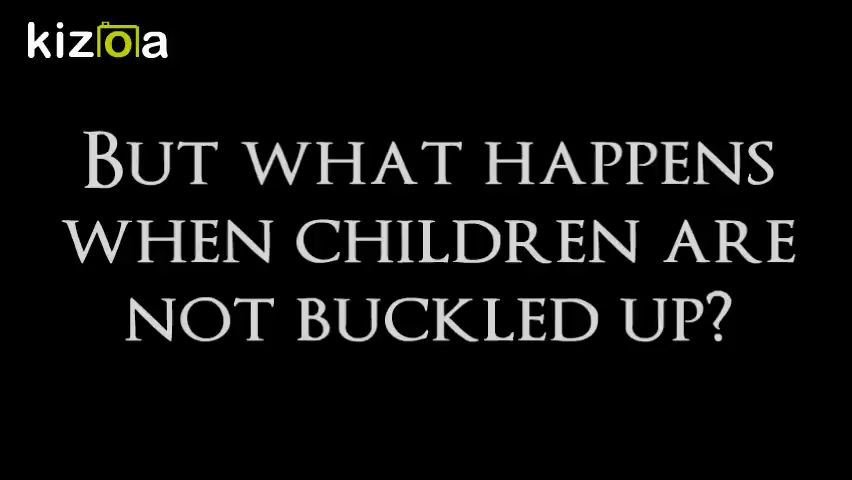 kizoa
But what happens
when children are
not buckled up?